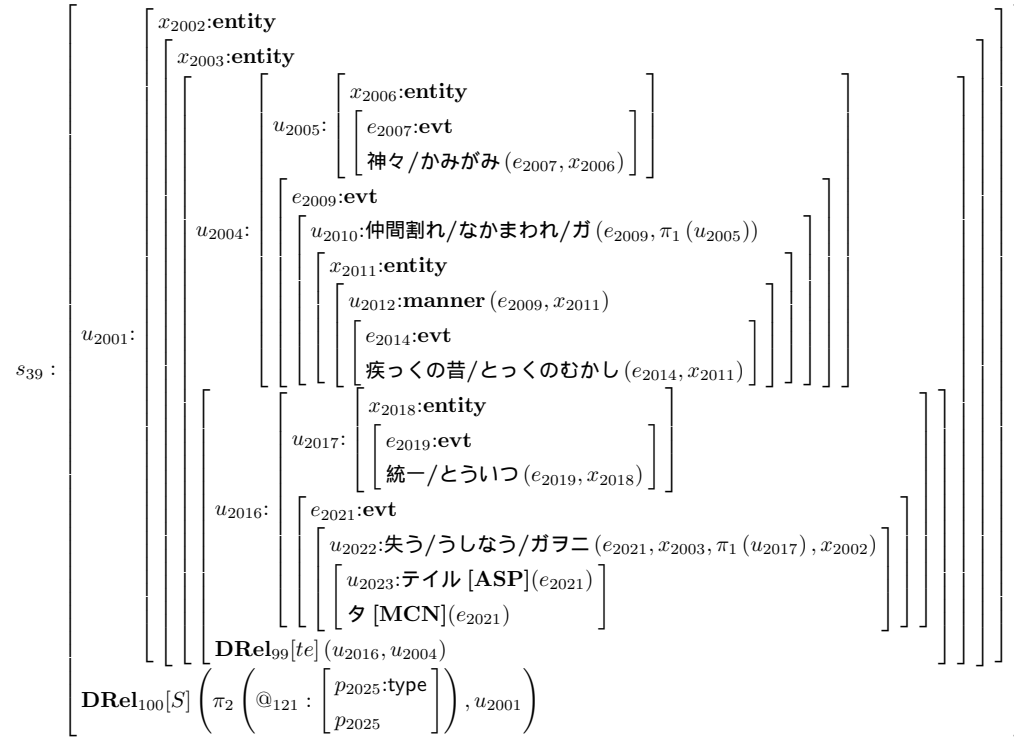 x2002:entity
x2003:entity
x2006:entity
u2005:
e2007:evt
神々/かみがみ (e2007, x2006)
e2009:evt
u2004:
u2010:仲間割れ/なかまわれ/ガ (e2009, π1 (u2005))
x2011:entity
u2012:manner (e2009, x2011)
u2001:
e2014:evt
s39 :
疾っくの昔/とっくのむかし (e2014, x2011)
x2018:entity
u2017:
e2019:evt
統一/とういつ (e2019, x2018)
u2016:
e2021:evt
u2022:失う/うしなう/ガヲニ (e2021, x2003, π1 (u2017) , x2002)
u2023:テイル [ASP](e2021)
タ [MCN](e2021)
DRel99[te] (u2016, u2004)
DRel100[S] (π2 (@121 : [p2025:type
p2025]) , u2001)